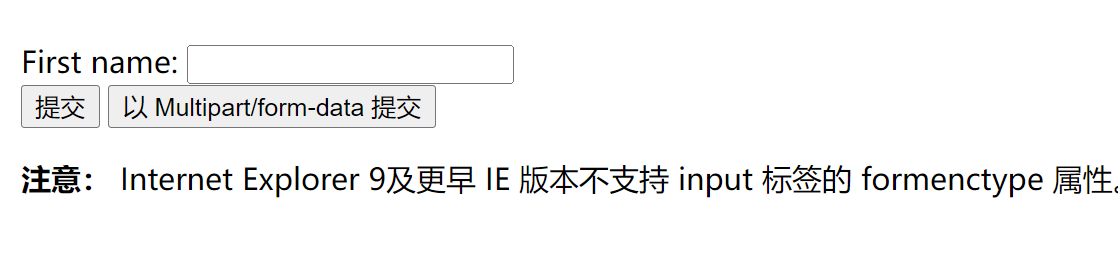 First name:
提交 以 Multipart/form-data 提交
注意： Internet Explorer 9及更早 IE 版本不支持 input 标签的 formenctype 属性。